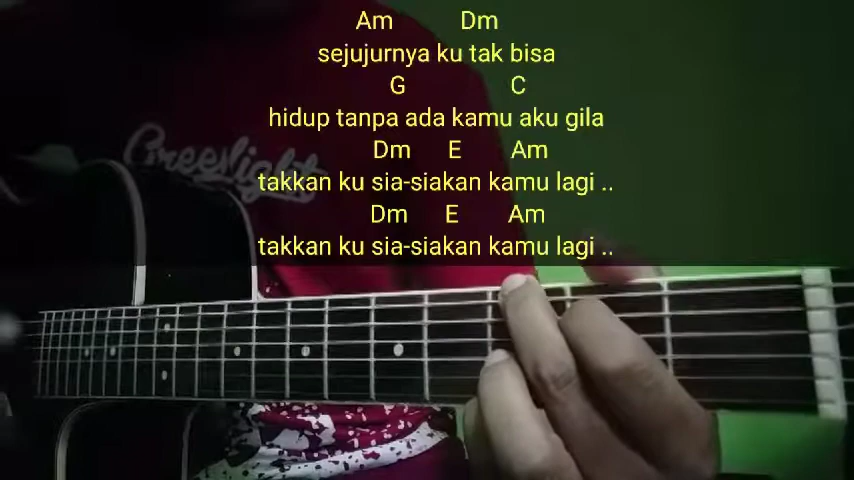 Am Dm
sejujurnya ku tak bisa
G C
hidup tanpa ada kamu aku gila
Dm E Am
takkan ku sia-siakan kamu lagi ..
Dm E Am
takkan ku sia-siakan kamu lagi ..
Greenlight